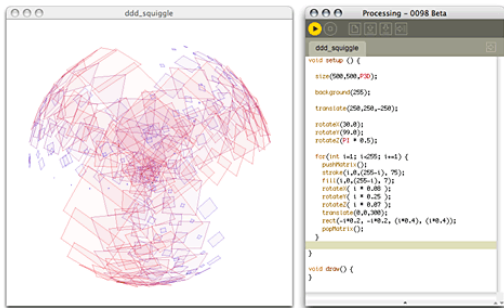 ddd_squiggle
Processing - 0098 Beta
ddd_squiggle
void setup () {
size(500,500,P3D);
background(255);
translate(250,250,-250);
rotateX(30.0);
rotateY(99.0);
rotateZ(PI * 0.5);
for(int i=1; i<255; i++) {
pushMatrix();
stroke(i,0,(255-i), 75);
fill(i,0,(255-i), 7);
rotateX( i * 0.08 );
rotateY( i * 0.25 );
rotateZ( i * 0.07 );
translate(0,0,300);
rect(-i*0.2, -i*0.2, (i*0.4), (i*0.4));
popMatrix();
}
}
void draw() {
}